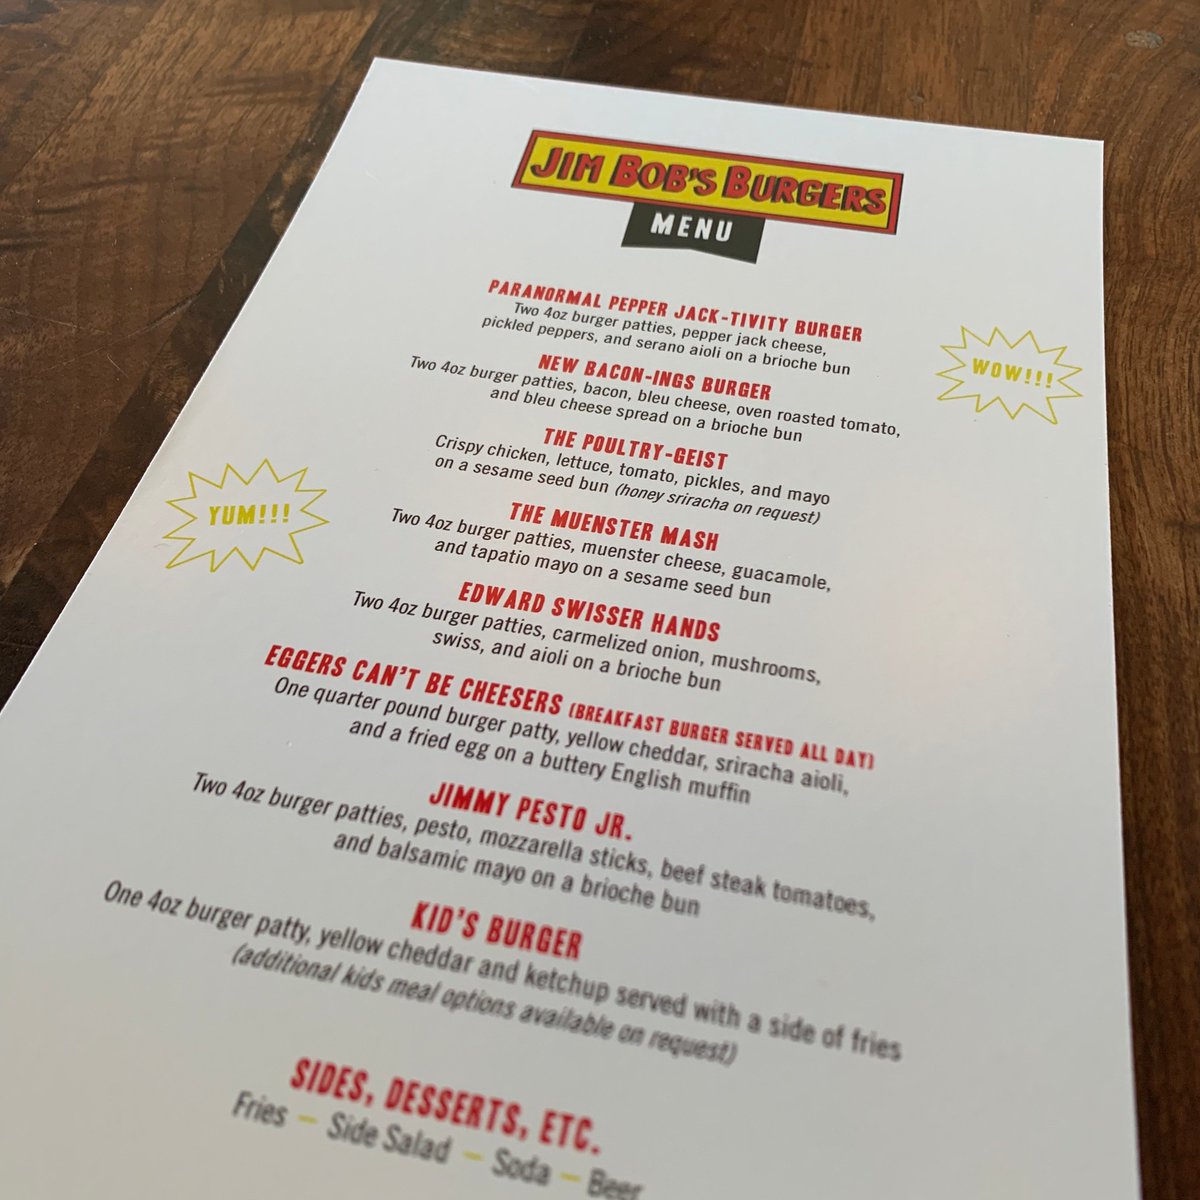 JIM BOB'S BURGERS
MENU
PARANORMAL PEPPER JACK-TIVITY BURGER
Two 4oz burger patties, pepper jack cheese,
pickled peppers, and serano aioli on a brioche bun
WOW!!!
NEW BACON-INGS BURGER
Two 4oz burger patties, bacon, bleu cheese, oven roasted tomato,
and bleu cheese spread on a brioche bun
THE POULTRY-GEIST
Crispy chicken, lettuce, tomato, pickles, and mayo
on a sesame seed bun (honey sriracha on request)
YUM!!!
THE MUENSTER MASH
Two 4oz burger patties, muenster cheese, guacamole,
and tapatio mayo on a sesame seed bun
EDWARD SWISSER HANDS
Two 4oz burger patties, carmelized onion, mushrooms,
swiss, and aioli on a brioche bun
EGGERS CAN'T BE CHEESERS (BREAKFAST BURGER SERVED ALL DAY)
One quarter pound burger patty, yellow cheddar, sriracha aioli,
and a fried egg on a buttery English muffin
JIMMY PESTO JR.
Two 4oz burger patties, pesto, mozzarella sticks, beef steak tomatoes,
and balsamic mayo on a brioche bun
KID'S BURGER
One 4oz burger patty, yellow cheddar and ketchup served with a side of fries
(additional kids meal options available on request)
SIDES, DESSERTS, ETC.
Fries — Side Salad — Soda — Beer